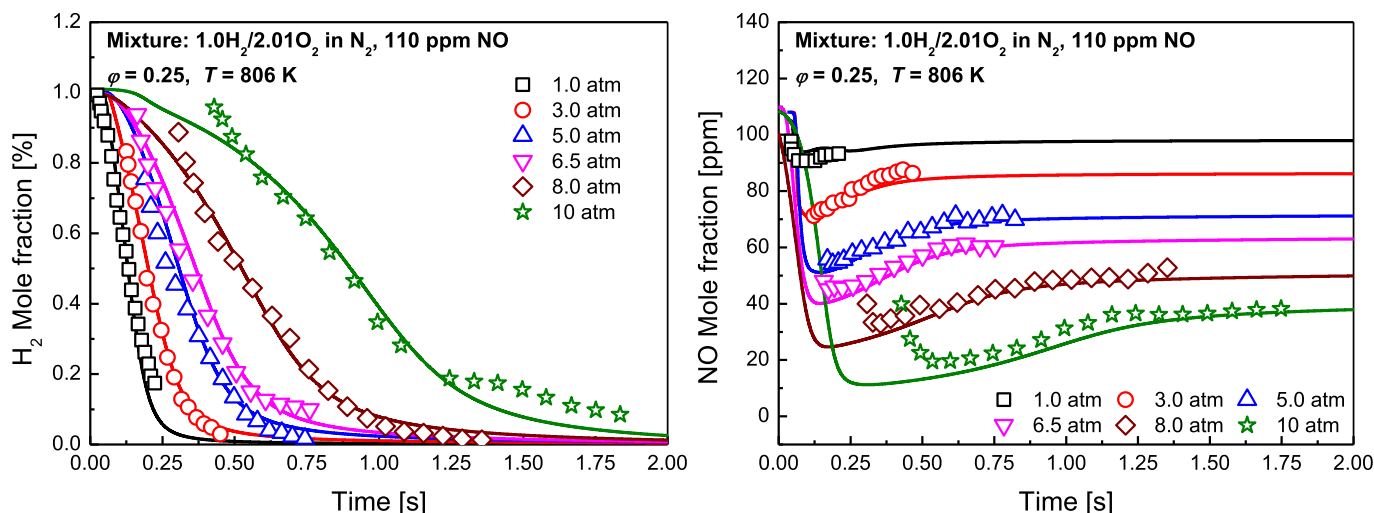 Mixture: 1.0H₂/2.01O₂ in N₂, 110 ppm NO
φ = 0.25, T = 806 K
1.0 atm
3.0 atm
5.0 atm
6.5 atm
8.0 atm
10 atm
H₂ Mole fraction [%]
1.2
1.0
0.8
0.6
0.4
0.2
0.0
0.00 0.25 0.50 0.75 1.00 1.25 1.50 1.75 2.00
Time [s]
Mixture: 1.0H₂/2.01O₂ in N₂, 110 ppm NO
φ = 0.25, T = 806 K
NO Mole fraction [ppm]
140
120
100
80
60
40
20
0
1.0 atm 3.0 atm 5.0 atm
6.5 atm 8.0 atm 10 atm
0.00 0.25 0.50 0.75 1.00 1.25 1.50 1.75 2.00
Time [s]